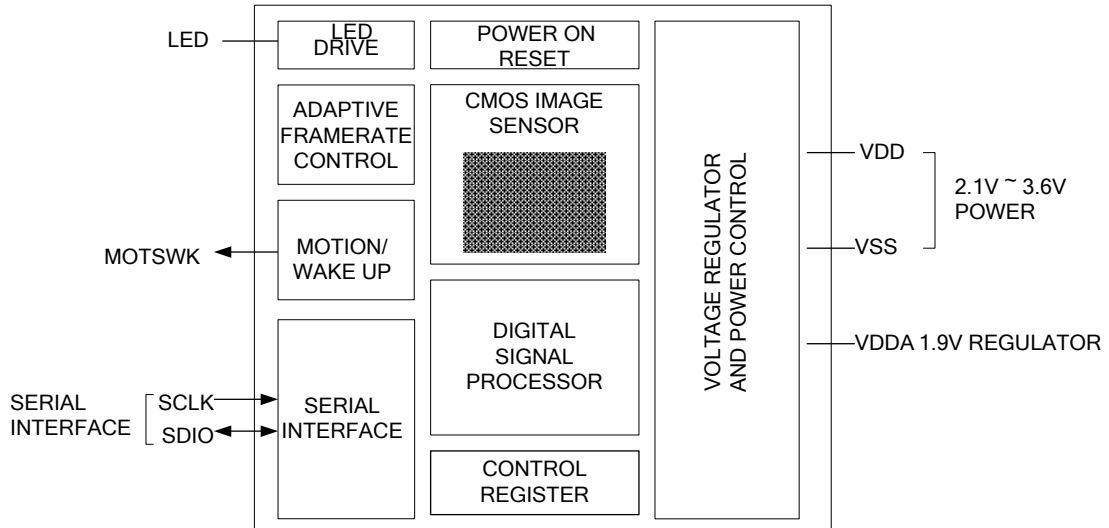 LED
LED
DRIVE
POWER ON
RESET
ADAPTIVE
FRAMERATE
CONTROL
CMOS IMAGE
SENSOR
MOTSWK
MOTION/
WAKE UP
DIGITAL
SIGNAL
PROCESSOR
SERIAL
INTERFACE
SCLK
SDIO
SERIAL
INTERFACE
CONTROL
REGISTER
VOLTAGE REGULATOR
AND POWER CONTROL
VDD
VSS
2.1V ~ 3.6V
POWER
VDDA 1.9V REGULATOR